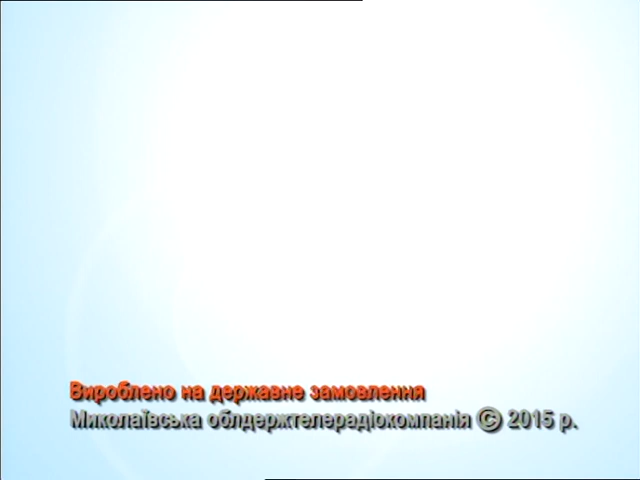 Вироблено на державне замовлення
Миколаївська облдержтелерадіокомпанія © 2015 р.